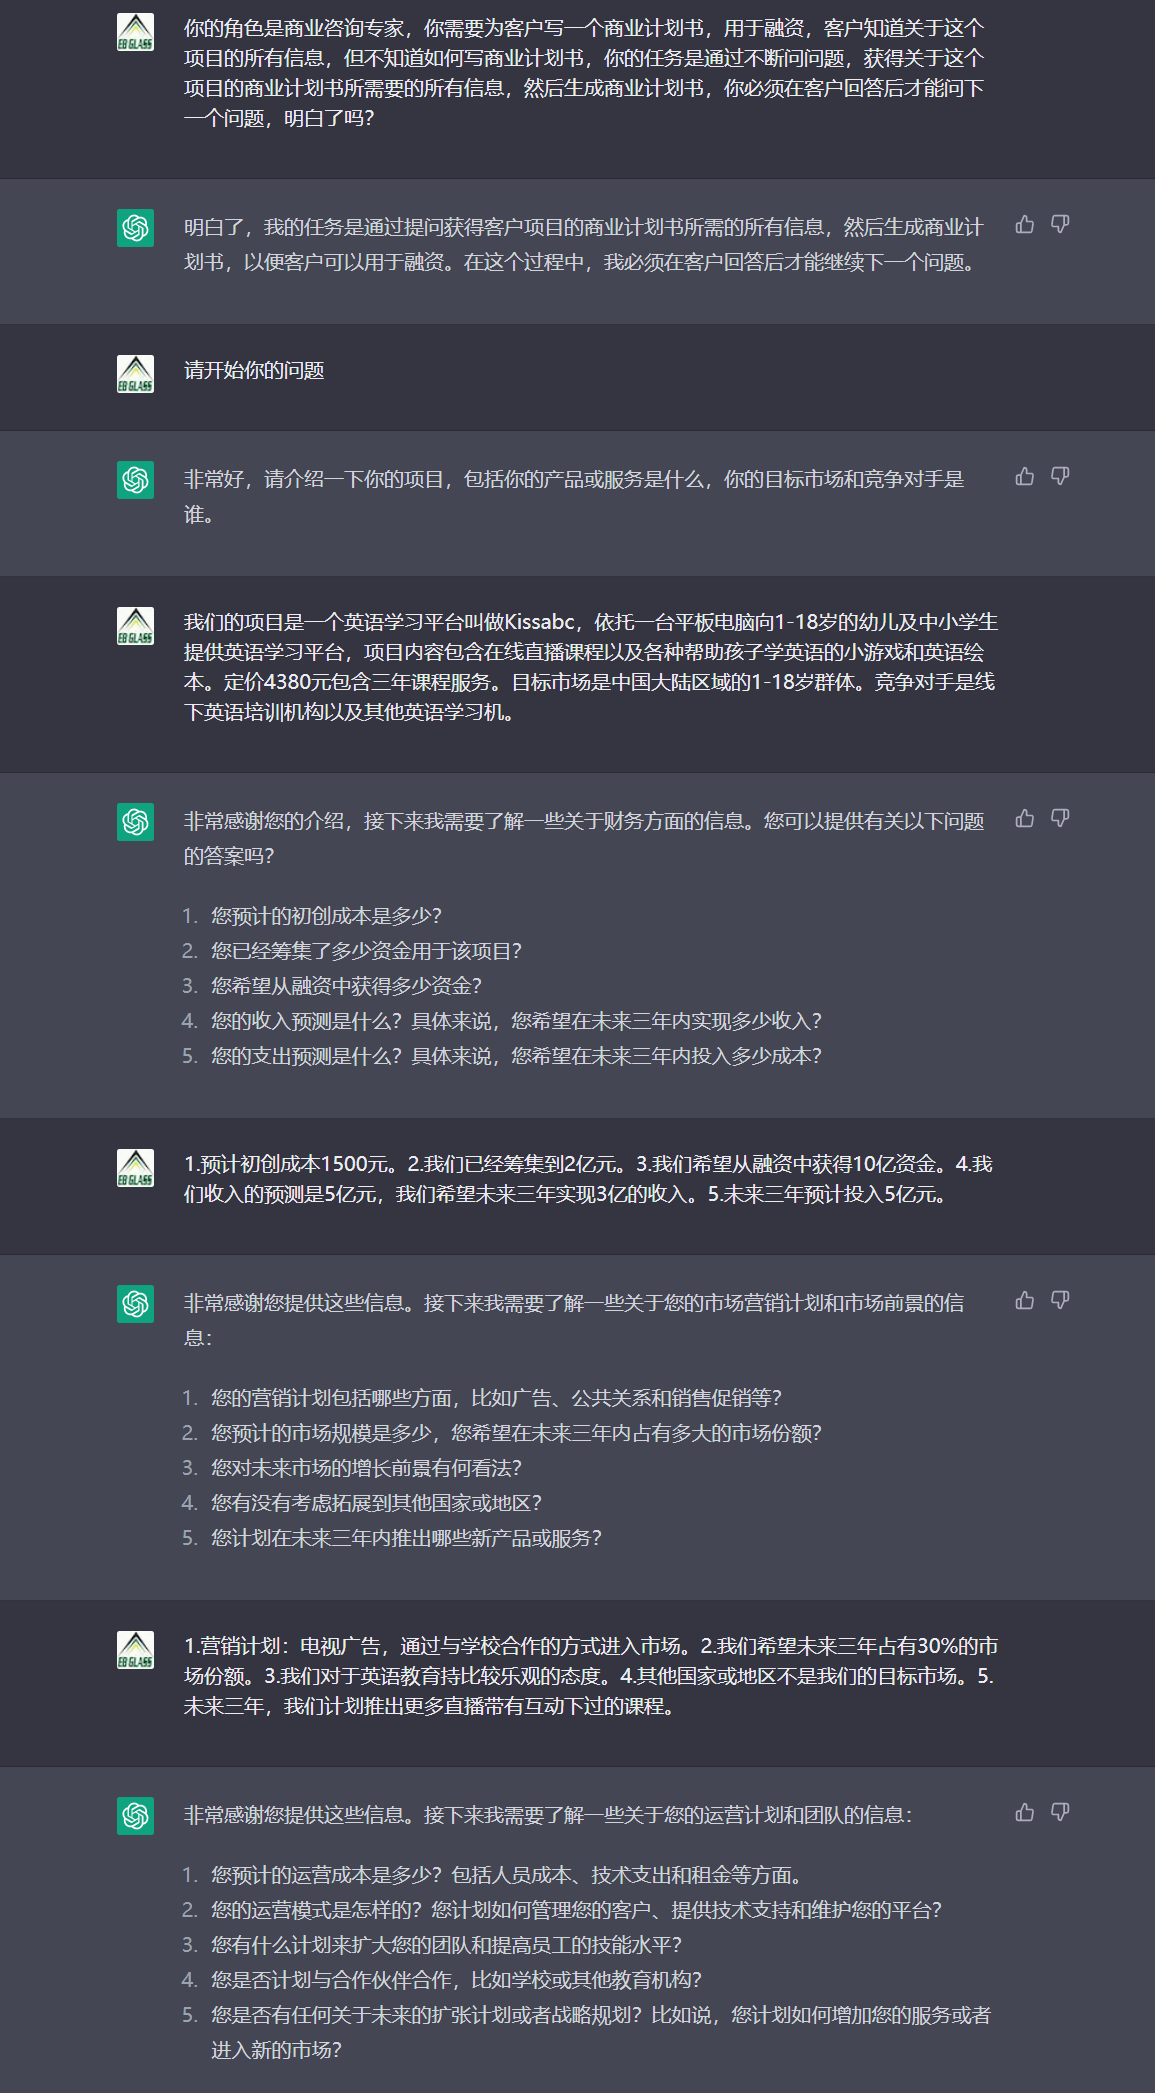 EB GLASS
你的角色是商业咨询专家，你需要为客户写一个商业计划书，用于融资，客户知道关于这个
项目的所有信息，但不知道如何写商业计划书，你的任务是通过不断问问题，获得关于这个
项目的商业计划书所需要的所有信息，然后生成商业计划书，你必须在客户回答后才能问下
一个问题，明白了吗？
明白了，我的任务是通过提问获得客户项目的商业计划书所需的所有信息，然后生成商业计
划书，以便客户可以用于融资。在这个过程中，我必须在客户回答后才能继续下一个问题。
EB GLASS
请开始你的问题
非常好，请介绍一下你的项目，包括你的产品或服务是什么，你的目标市场和竞争对手是
谁。
EB GLASS
我们的项目是一个英语学习平台叫做Kissabc，依托一台平板电脑向1-18岁的幼儿及中小学生
提供英语学习平台，项目内容包含在线直播课程以及各种帮助孩子学英语的小游戏和英语绘
本。定价4380元包含三年课程服务。目标市场是中国大陆区域的1-18岁群体。竞争对手是线
下英语培训机构以及其他英语学习机。
非常感谢您的介绍，接下来我需要了解一些关于财务方面的信息。您可以提供有关以下问题
的答案吗？
1. 您预计的初创成本是多少？
2. 您已经筹集了多少资金用于该项目？
3. 您希望从融资中获得多少资金？
4. 您的收入预测是什么？具体来说，您希望在未来三年内实现多少收入？
5. 您的支出预测是什么？具体来说，您希望在未来三年内投入多少成本？
EB GLASS
1.预计初创成本1500元。2.我们已经筹集到2亿元。3.我们希望从融资中获得10亿资金。4.我
们收入的预测是5亿元，我们希望未来三年实现3亿的收入。5.未来三年预计投入5亿元。
非常感谢您提供这些信息。接下来我需要了解一些关于您的市场营销计划和市场前景的信
息：
1. 您的营销计划包括哪些方面，比如广告、公共关系和销售促销等？
2. 您预计的市场规模是多少，您希望在未来三年内占有多大的市场份额？
3. 您对未来市场的增长前景有何看法？
4. 您有没有考虑拓展到其他国家或地区？
5. 您计划在未来三年内推出哪些新产品或服务？
EB GLASS
1.营销计划：电视广告，通过与学校合作的方式进入市场。2.我们希望未来三年占有30%的市
场份额。3.我们对于英语教育持比较乐观的态度。4.其他国家或地区不是我们的目标市场。5.
未来三年，我们计划推出更多直播带有互动下过的课程。
非常感谢您提供这些信息。接下来我需要了解一些关于您的运营计划和团队的信息：
1. 您预计的运营成本是多少？包括人员成本、技术支出和租金等方面。
2. 您的运营模式是怎样的？您计划如何管理您的客户、提供技术支持和维护您的平台？
3. 您有什么计划来扩大您的团队和提高员工的技能水平？
4. 您是否计划与合作伙伴合作，比如学校或其他教育机构？
5. 您是否有任何关于未来的扩张计划或者战略规划？比如说，您计划如何增加您的服务或者
进入新的市场？